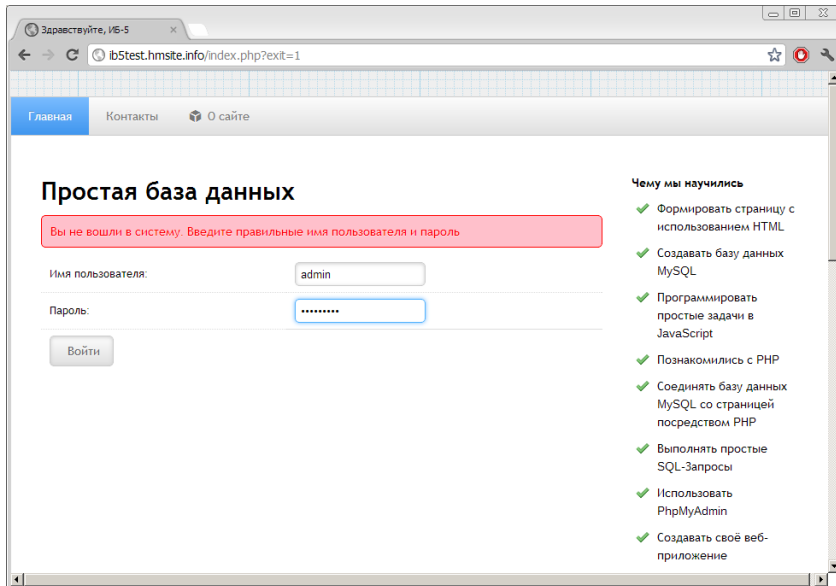 Здравствуйте, ИБ-5
ib5test.hmsite.info/index.php?exit=1
Главная
Контакты
О сайте
Простая база данных
Вы не вошли в систему. Введите правильные имя пользователя и пароль
Имя пользователя:
admin
Пароль:
•••••••••
Войти
Чему мы научились
Формировать страницу с
использованием HTML
Создавать базу данных
MySQL
Программировать
простые задачи в
JavaScript
Познакомились с PHP
Соединять базу данных
MySQL со страницей
посредством PHP
Выполнять простые
SQL-Запросы
Использовать
PhpMyAdmin
Создавать своё веб-
приложение